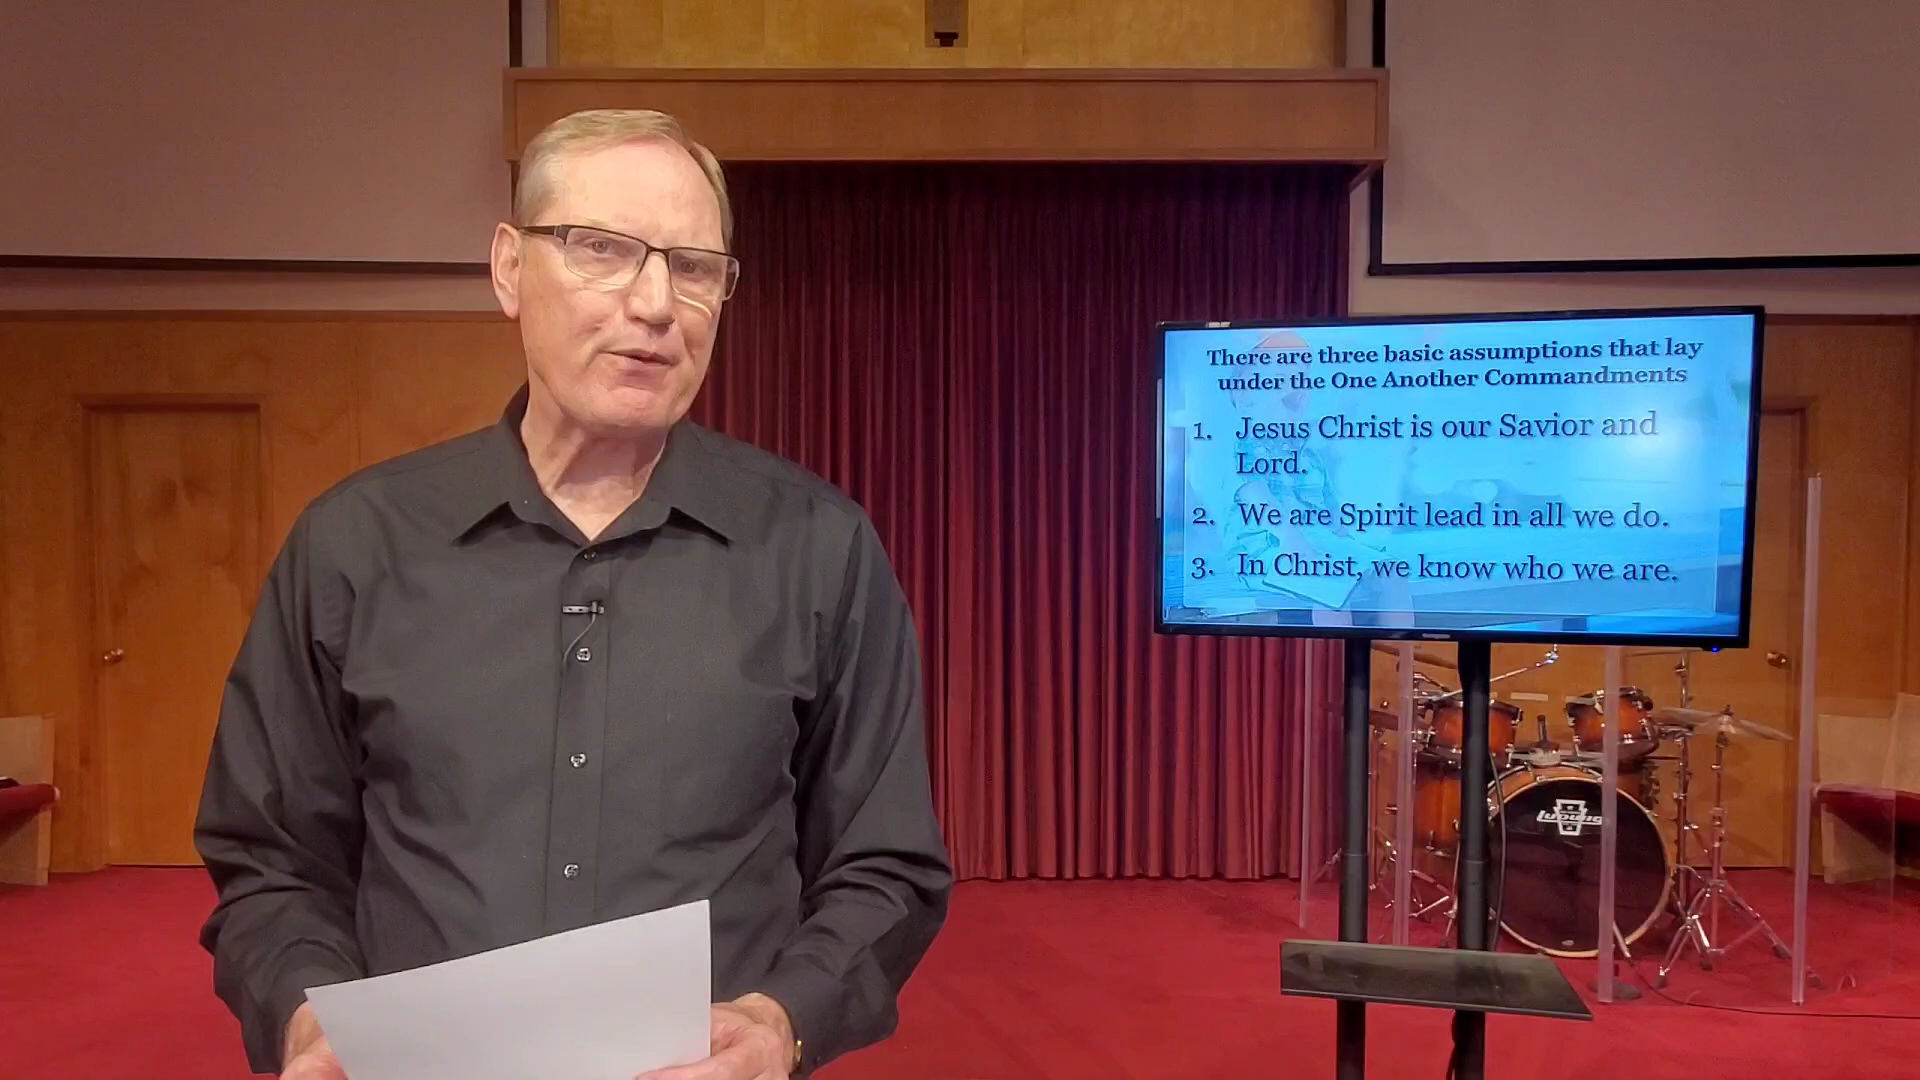 There are three basic assumptions that lay
under the One Another Commandments
1. Jesus Christ is our Savior and
Lord.
2. We are Spirit lead in all we do.
3. In Christ, we know who we are.
Ludwig